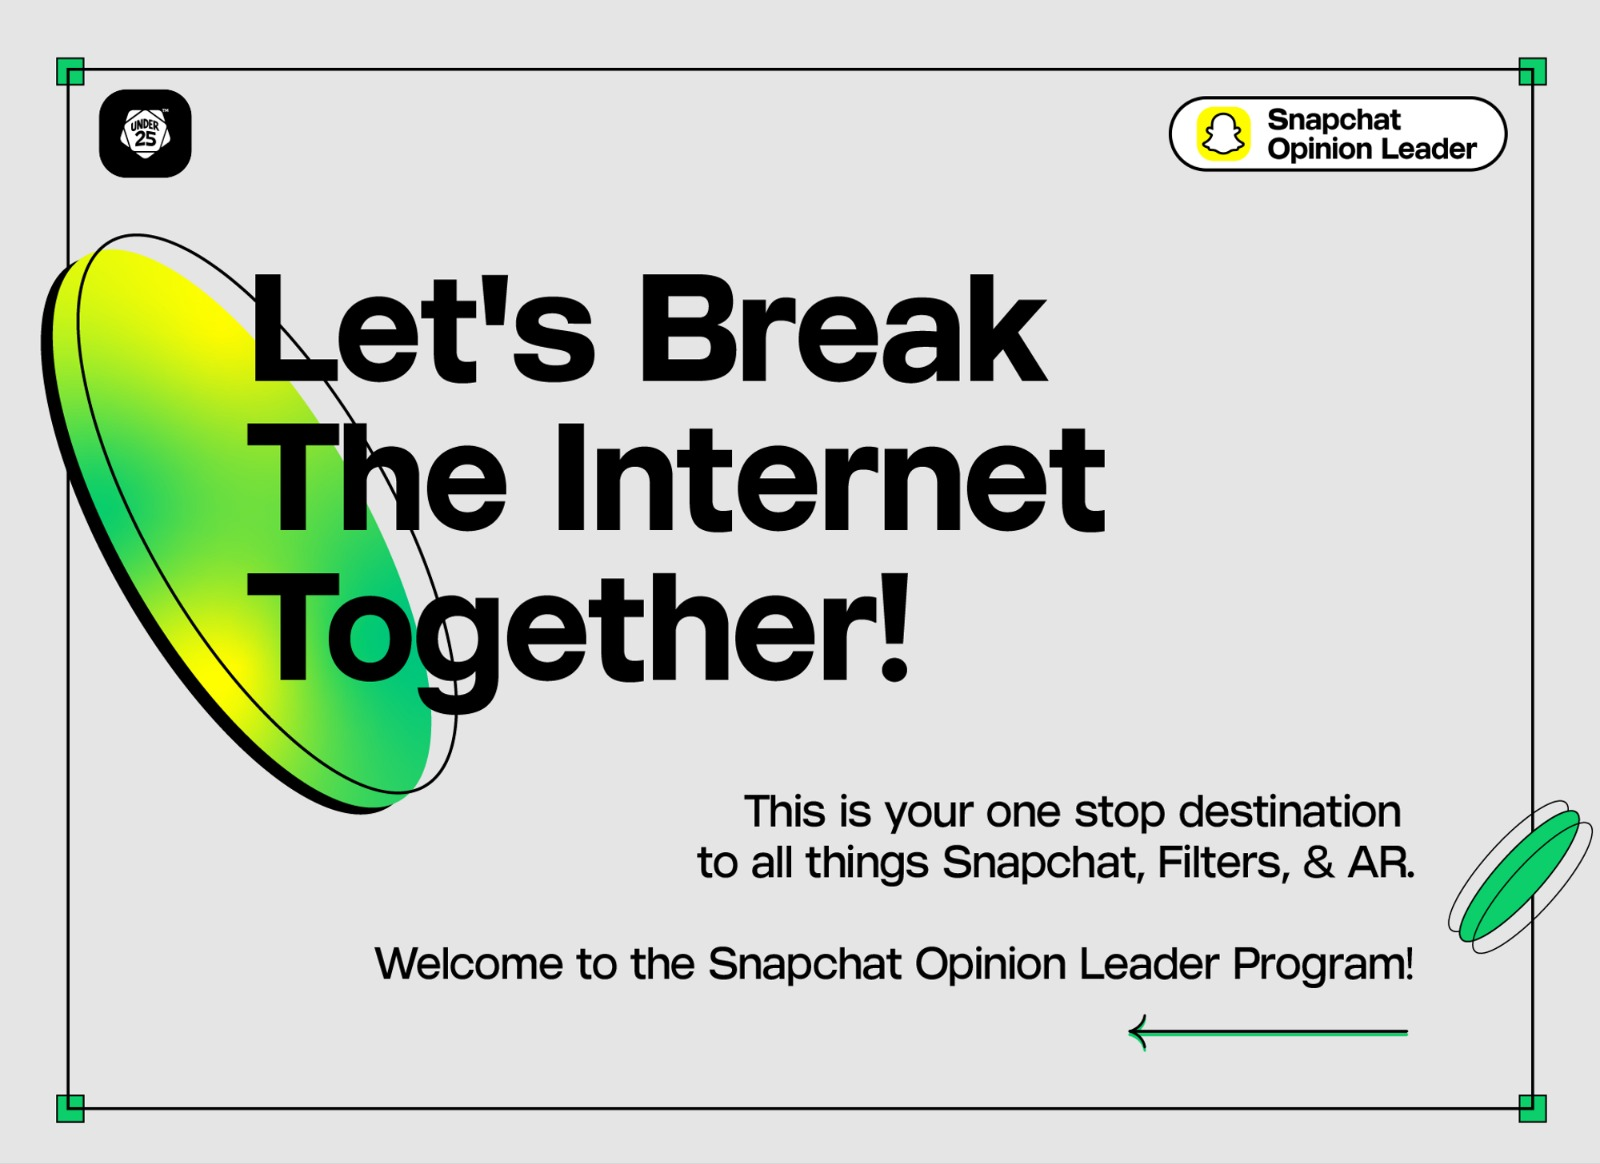 UNDER
25
TM
Snapchat
Opinion Leader
Let's Break
The Internet
Together!
This is your one stop destination
to all things Snapchat, Filters, & AR.
Welcome to the Snapchat Opinion Leader Program!